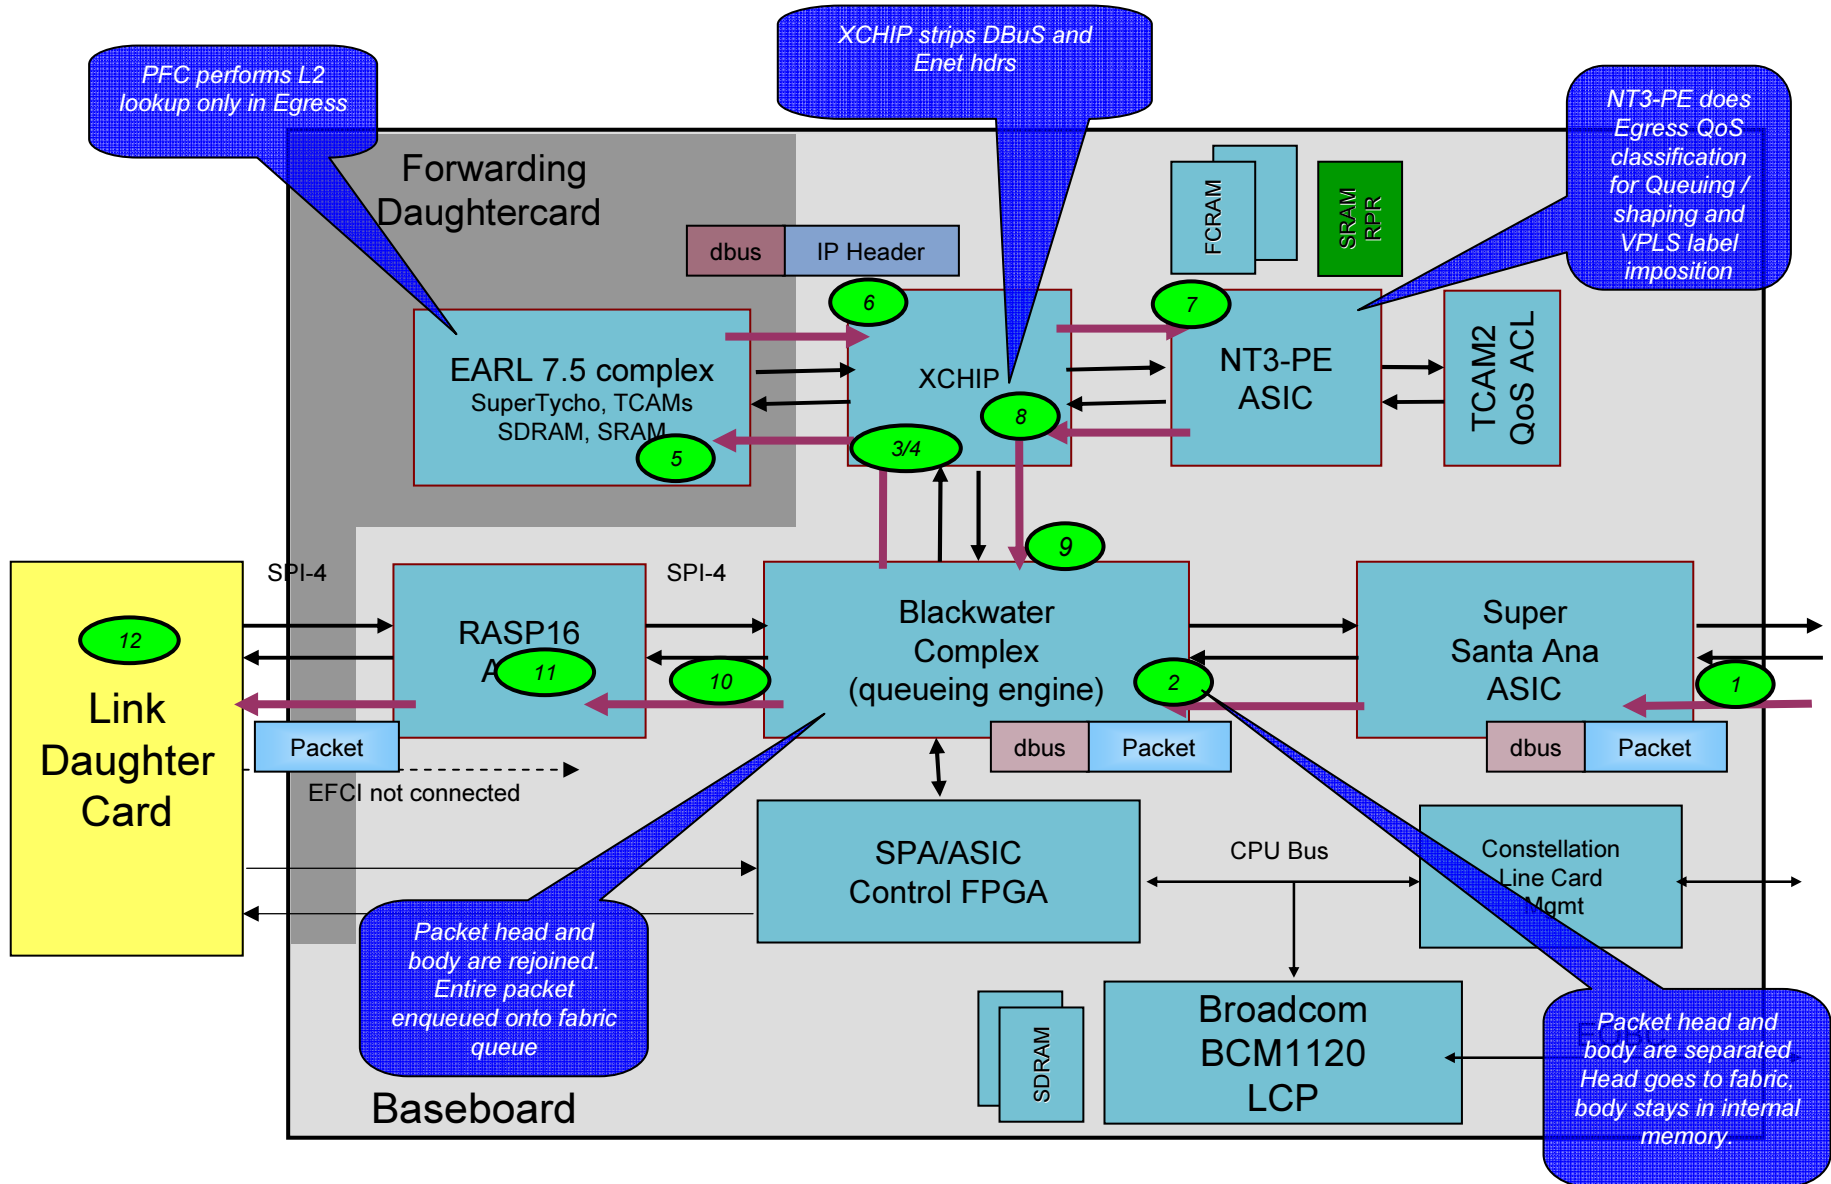 XCHIP strips DBuS and
Enet hdrs
PFC performs L2
lookup only in Egress
NT3-PE does
Egress QoS
classification
for Queuing /
shaping and
VPLS label
imposition
Forwarding
Daughtercard
FCRAM
SRAM
RPR
dbus
IP Header
6
7
EARL 7.5 complex
SuperTycho, TCAMs
SDRAM, SRAM
5
XCHIP
8
3/4
NT3-PE
ASIC
TCAM2
QoS ACL
9
SPI-4
SPI-4
12
Link
Daughter
Card
RASP16
A
11
10
Blackwater
Complex
(queueing engine)
2
Super
Santa Ana
ASIC
1
Packet
dbus
Packet
dbus
Packet
EFCI not connected
SPA/ASIC
Control FPGA
CPU Bus
Constellation
Line Card
Mgmt
Packet head and
body are rejoined.
Entire packet
enqueued onto fabric
queue
SDRAM
Broadcom
BCM1120
LCP
Packet head and
body are separated
Head goes to fabric,
body stays in internal
memory.
Baseboard